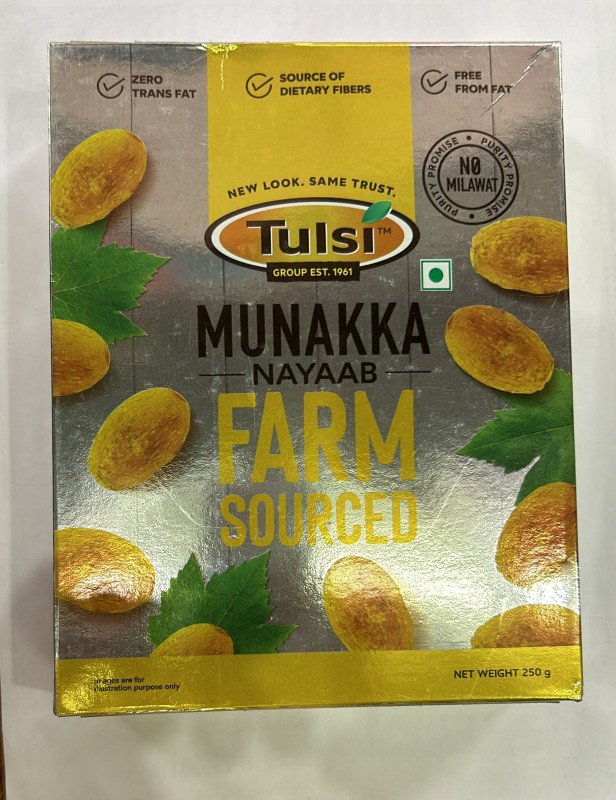 ZERO
TRANS FAT
SOURCE OF
DIETARY FIBERS
FREE
FROM FAT
PURITY PROMISE • PURITY PROMISE •
NO
MILAWAT
NEW LOOK. SAME TRUST.
Tulsi™
GROUP EST. 1961
MUNAKKA
NAYAAB
FARM
SOURCED
Images are for
illustration purpose only
NET WEIGHT 250 g